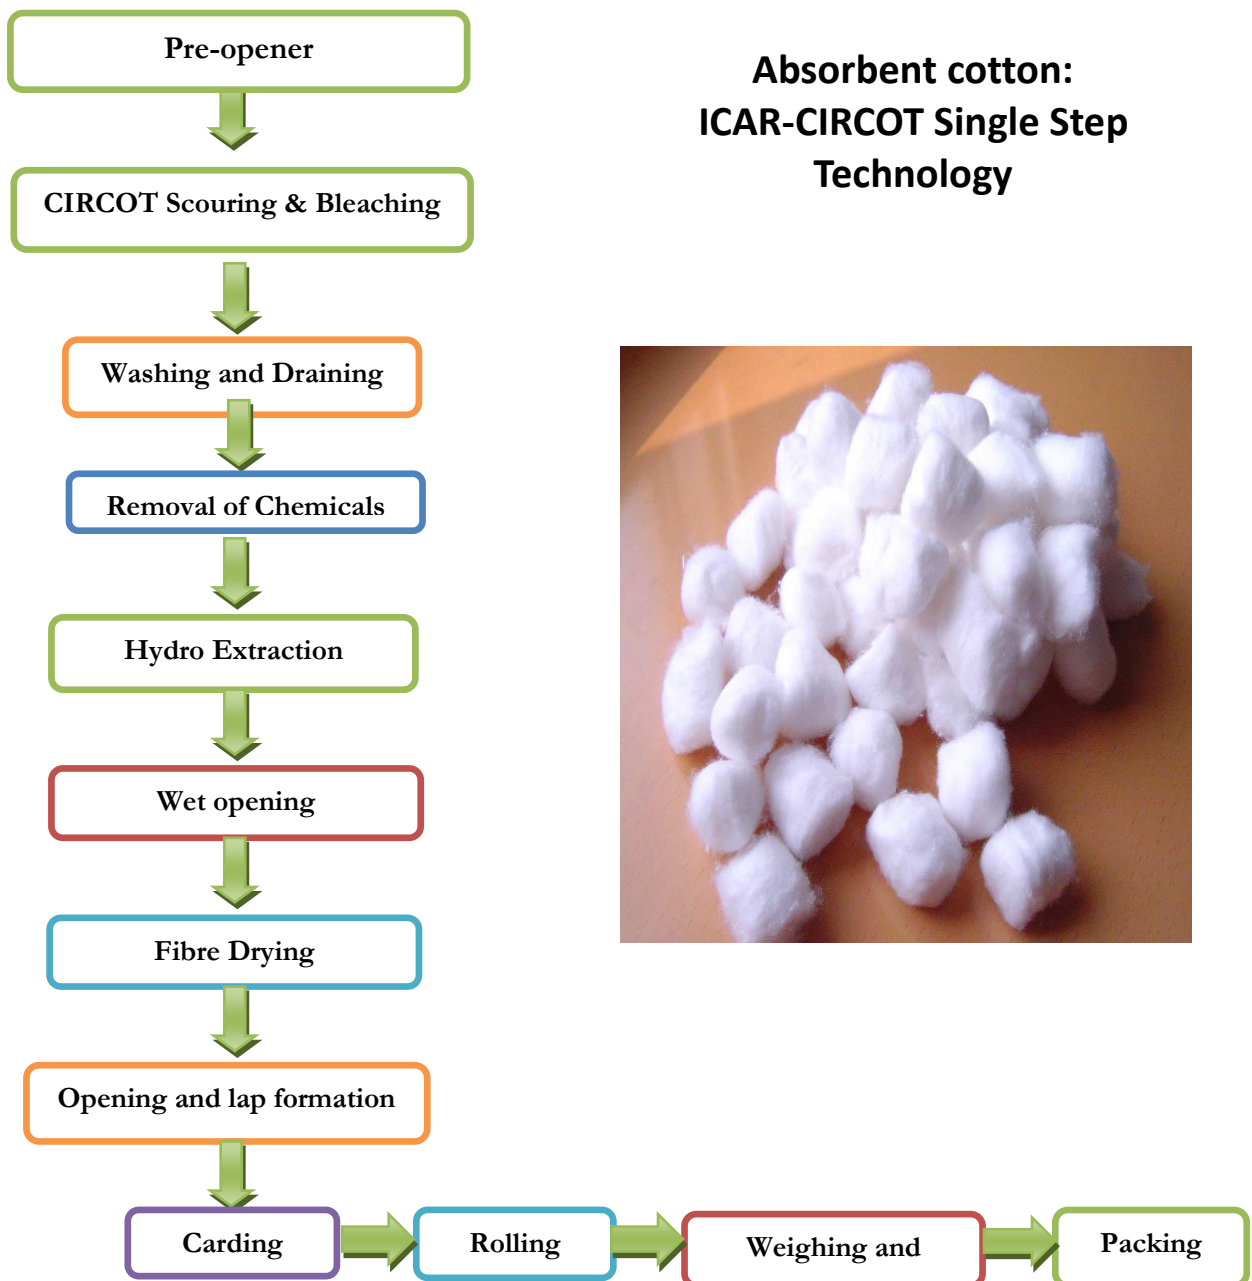 Pre-opener
Absorbent cotton:
ICAR-CIRCOT Single Step
Technology
CIRCOT Scouring & Bleaching
Washing and Draining
Removal of Chemicals
Hydro Extraction
Wet opening
Fibre Drying
Opening and lap formation
Carding
Rolling
Weighing and
Packing